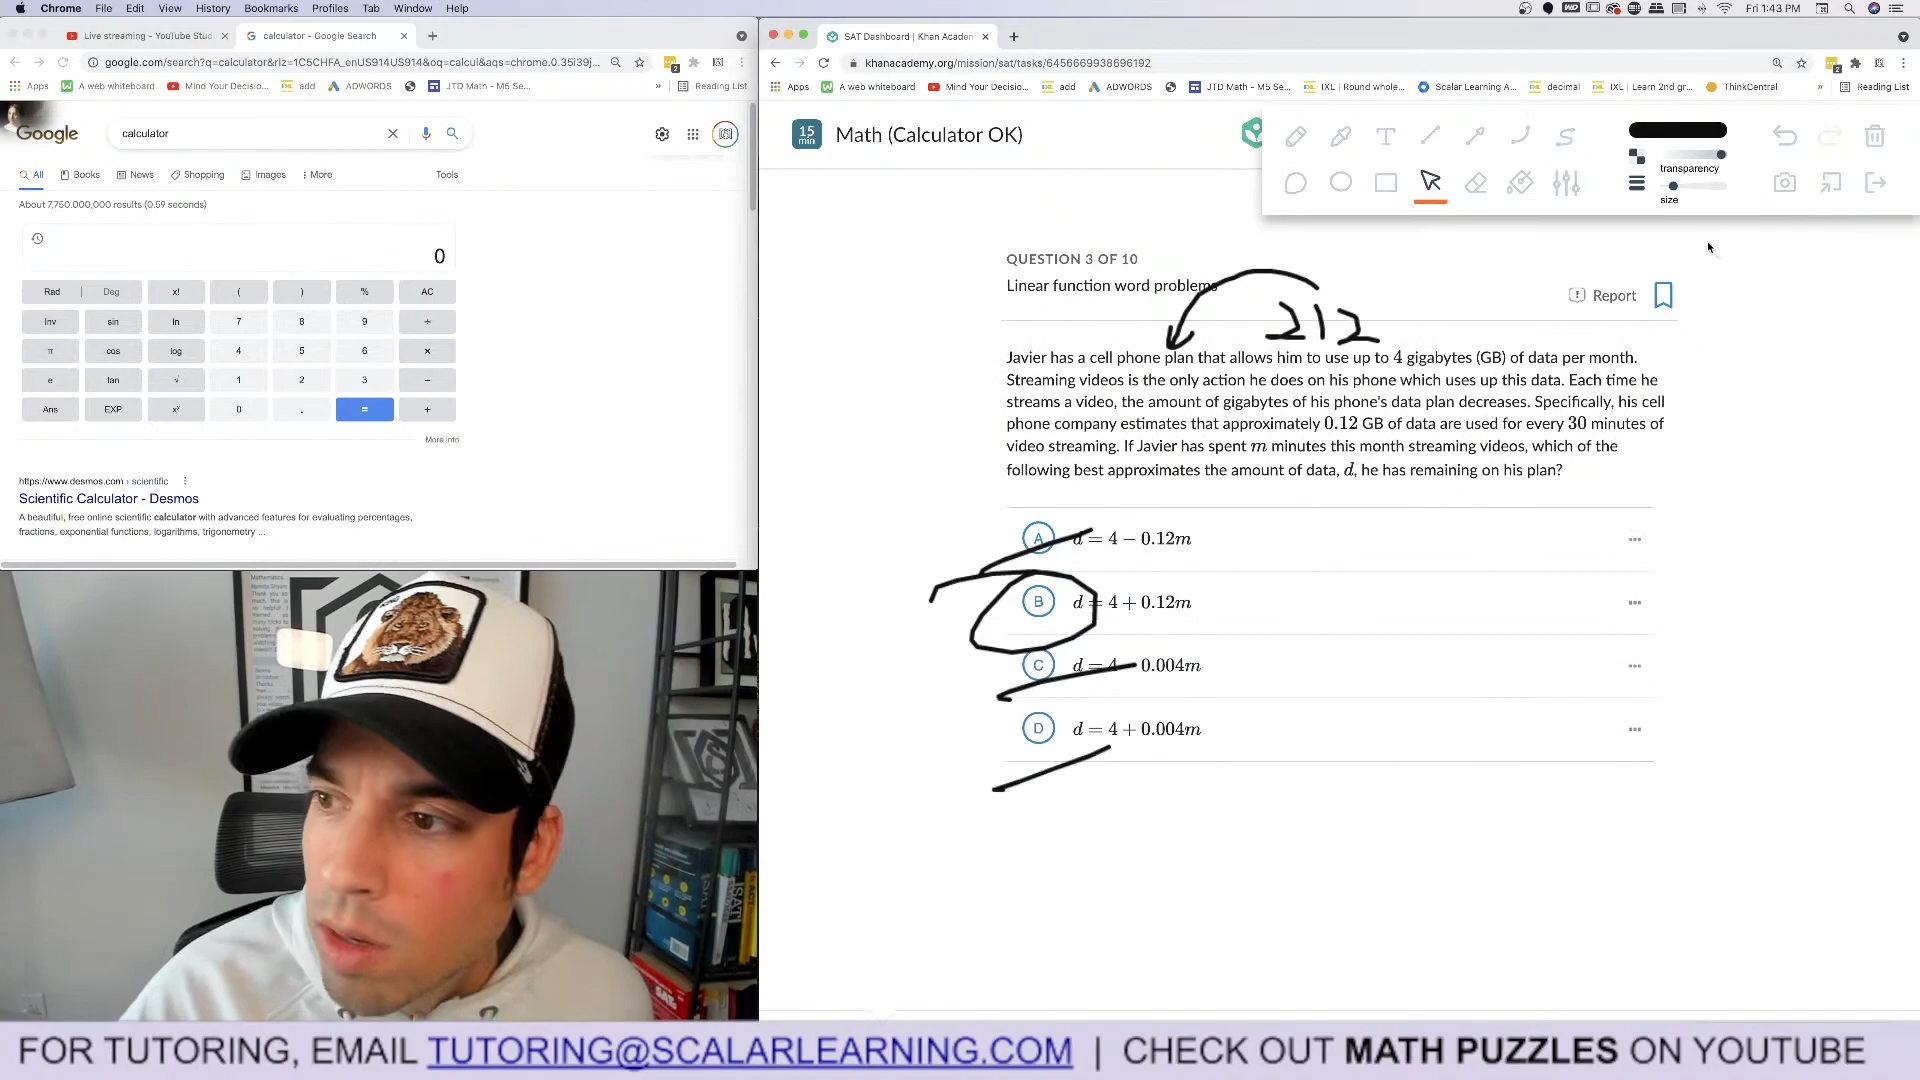 Chrome File Edit View History Bookmarks Profiles Tab Window Help
Fri 1:43 PM
Live streaming - YouTube Stud
calculator - Google Search
google.com/search?q=calculator&rlz=1C5CHFA_enUS914US914&oq=calcul&aqs=chrome.0.35i39j...
Apps A web whiteboard Mind Your Decisio... add ADWORDS JTD Math - M5 Se... » Reading List
Google
calculator
All Books News Shopping Images More Tools
About 7,750,000,000 results (0.59 seconds)
0
Rad | Deg x! ( ) % AC
Inv sin ln 7 8 9 ÷
π cos log 4 5 6 ×
e tan √ 1 2 3 −
Ans EXP xʸ 0 . = +
More info
https://www.desmos.com › scientific
Scientific Calculator - Desmos
A beautiful, free online scientific calculator with advanced features for evaluating percentages,
fractions, exponential functions, logarithms, trigonometry ...
SAT Dashboard | Khan Academ
khanacademy.org/mission/sat/tasks/6456669938696192
Apps A web whiteboard Mind Your Decisio... add ADWORDS JTD Math - M5 Se... IXL | Round whole... Scalar Learning A... decimal IXL | Learn 2nd gr... ThinkCentral » Reading List
15 min
Math (Calculator OK)
transparency
size
QUESTION 3 OF 10
Linear function word problems
Report
212
Javier has a cell phone plan that allows him to use up to 4 gigabytes (GB) of data per month.
Streaming videos is the only action he does on his phone which uses up this data. Each time he
streams a video, the amount of gigabytes of his phone's data plan decreases. Specifically, his cell
phone company estimates that approximately 0.12 GB of data are used for every 30 minutes of
video streaming. If Javier has spent m minutes this month streaming videos, which of the
following best approximates the amount of data, d, he has remaining on his plan?
A d = 4 − 0.12m
B d = 4 + 0.12m
C d = 4 − 0.004m
D d = 4 + 0.004m
FOR TUTORING, EMAIL TUTORING@SCALARLEARNING.COM | CHECK OUT MATH PUZZLES ON YOUTUBE